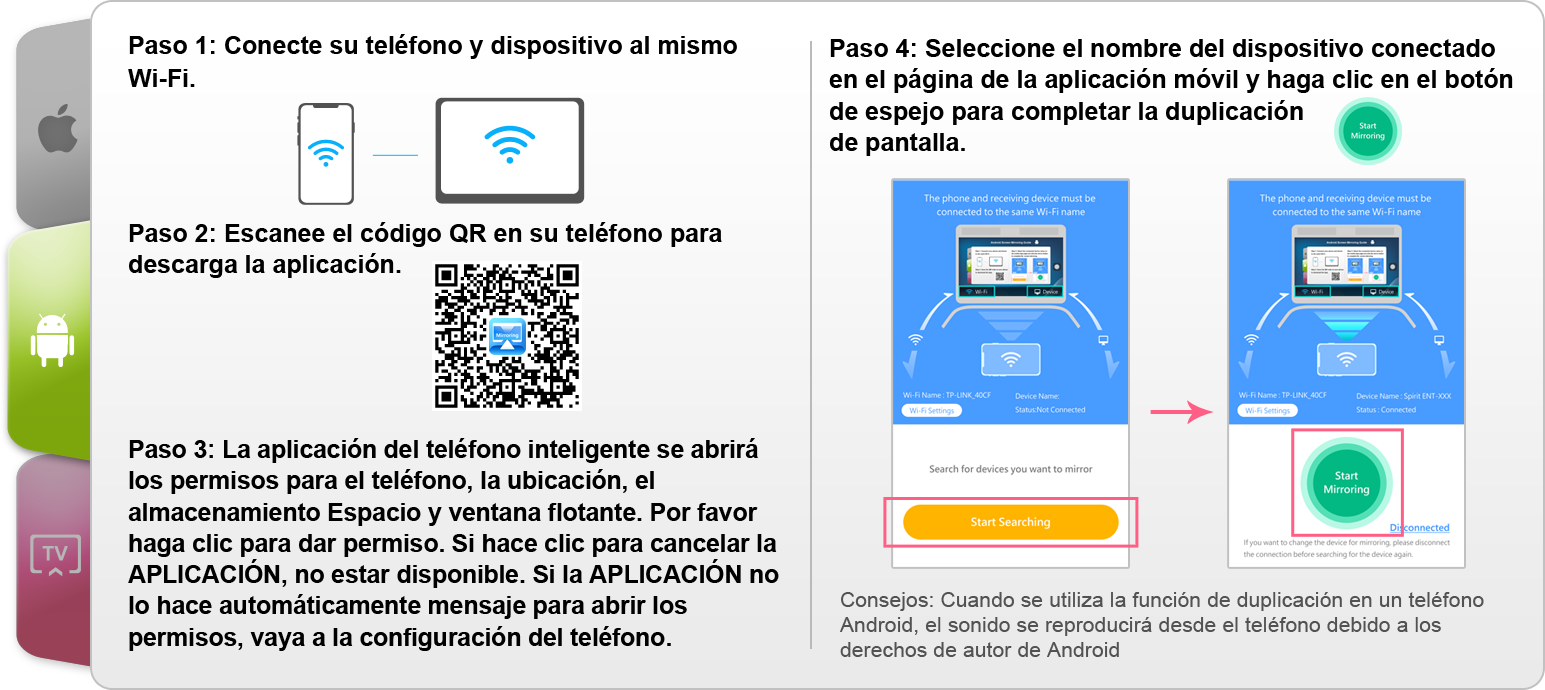 Paso 1: Conecte su teléfono y dispositivo al mismo
Wi-Fi.
Paso 2: Escanee el código QR en su teléfono para
descarga la aplicación.
Mirroring
Paso 3: La aplicación del teléfono inteligente se abrirá
los permisos para el teléfono, la ubicación, el
almacenamiento Espacio y ventana flotante. Por favor
haga clic para dar permiso. Si hace clic para cancelar la
APLICACIÓN, no estar disponible. Si la APLICACIÓN no
lo hace automáticamente mensaje para abrir los
permisos, vaya a la configuración del teléfono.
TV
Paso 4: Seleccione el nombre del dispositivo conectado
en el página de la aplicación móvil y haga clic en el botón
de espejo para completar la duplicación
de pantalla.
Start
Mirroring
The phone and receiving device must be
connected to the same Wi-Fi name
Android Screen Mirroring Guide
Wi-Fi
Device
Wi-Fi Name : TP-LINK_40CF
Device Name:
Wi-Fi Settings
Status:Not Connected
Search for devices you want to mirror
Start Searching
The phone and receiving device must be
connected to the same Wi-Fi name
Wi-Fi
Device
Wi-Fi Name : TP-LINK_40CF
Device Name : Spirit ENT-XXX
Wi-Fi Settings
Status : Connected
Start
Mirroring
Disconnected
If you want to change the device for mirroring, please disconnect
the connection before searching for the device again.
Consejos: Cuando se utiliza la función de duplicación en un teléfono
Android, el sonido se reproducirá desde el teléfono debido a los
derechos de autor de Android